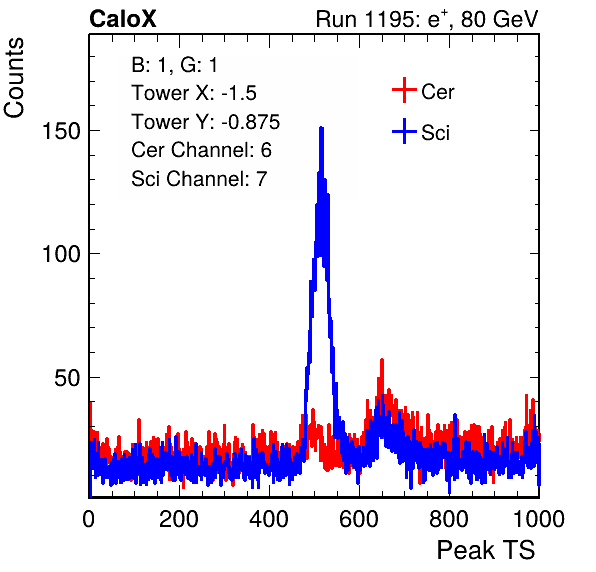 CaloX Run 1195: e⁺, 80 GeV
Counts
B: 1, G: 1
Tower X: -1.5
Tower Y: -0.875
Cer Channel: 6
Sci Channel: 7
Cer
Sci
150
100
50
0 200 400 600 800 1000
Peak TS